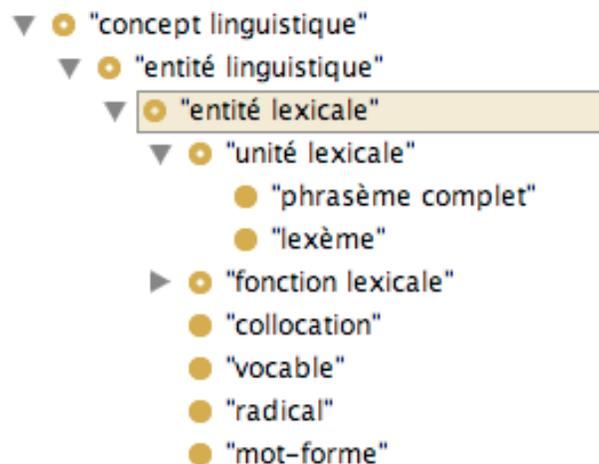 "concept linguistique"
"entité linguistique"
"entité lexicale"
"unité lexicale"
"phrasème complet"
"lexème"
"fonction lexicale"
"collocation"
"vocable"
"radical"
"mot-forme"